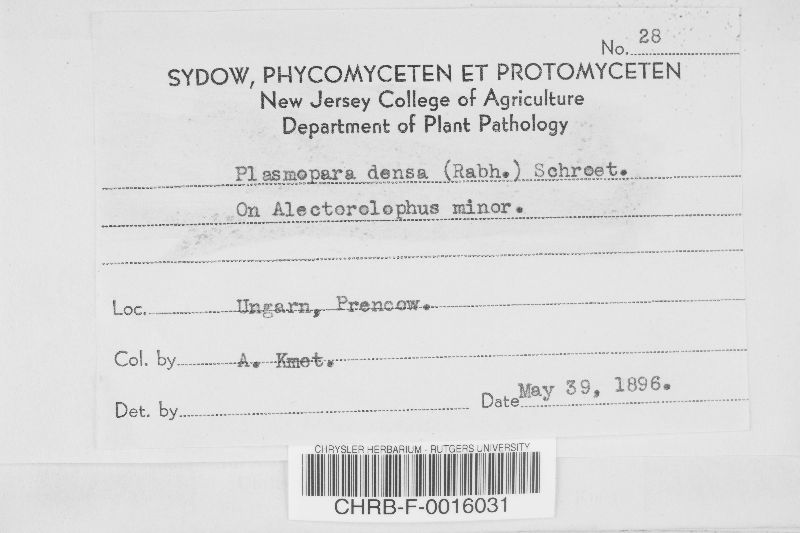 No. 28
SYDOW, PHYCOMYCETEN ET PROTOMYCETEN
New Jersey College of Agriculture
Department of Plant Pathology
Plasmopara densa (Rabh.) Schroet.
On Alectorolophus minor.
Loc. Ungarn, Prencow.
Col. by A. Kmet.
Det. by
Date May 39, 1896.
CHRYSLER HERBARIUM - RUTGERS UNIVERSITY
CHRB-F-0016031